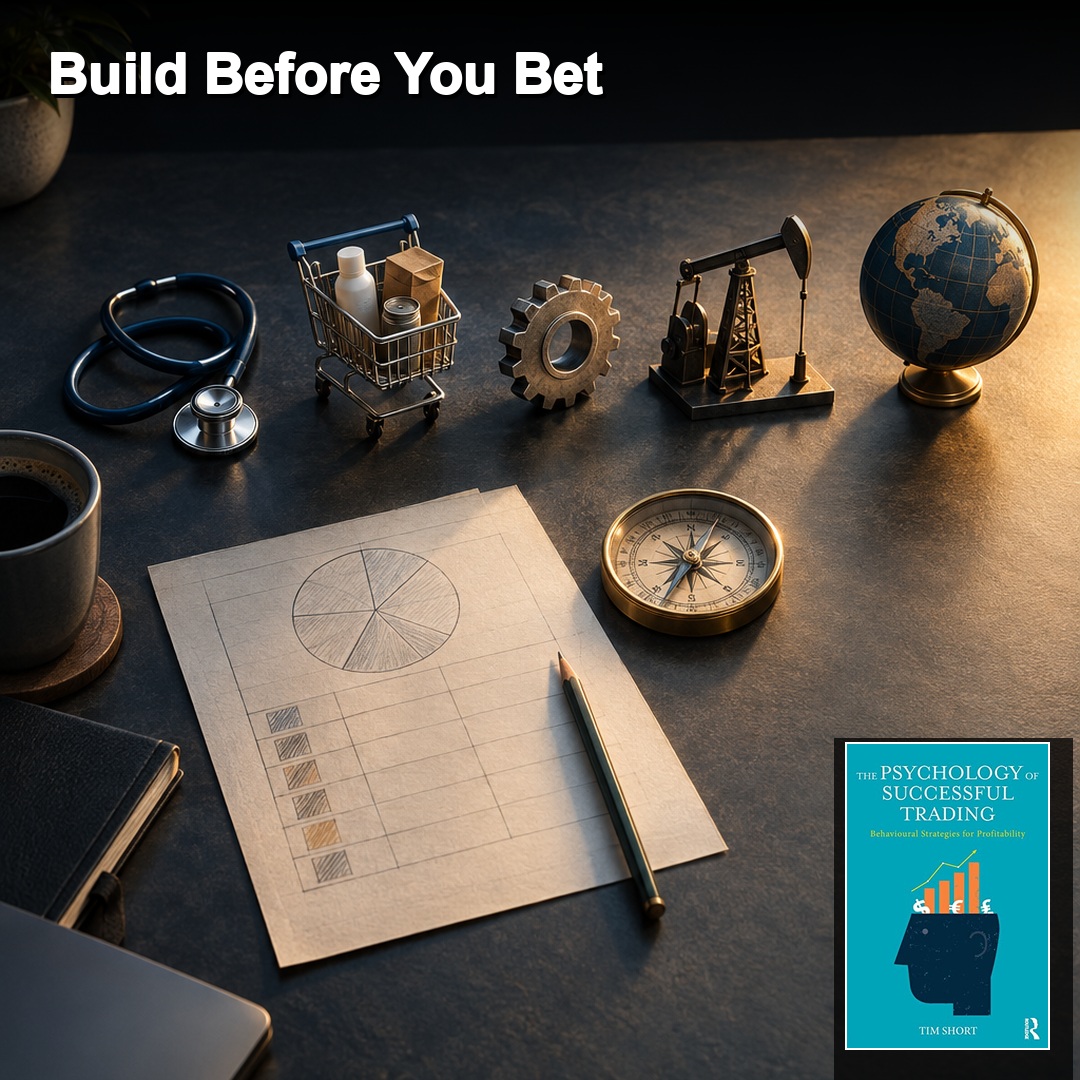 Build Before You Bet
THE PSYCHOLOGY OF
SUCCESSFUL
TRADING
Behavioural Strategies for Profitability
$ € £
TIM SHORT